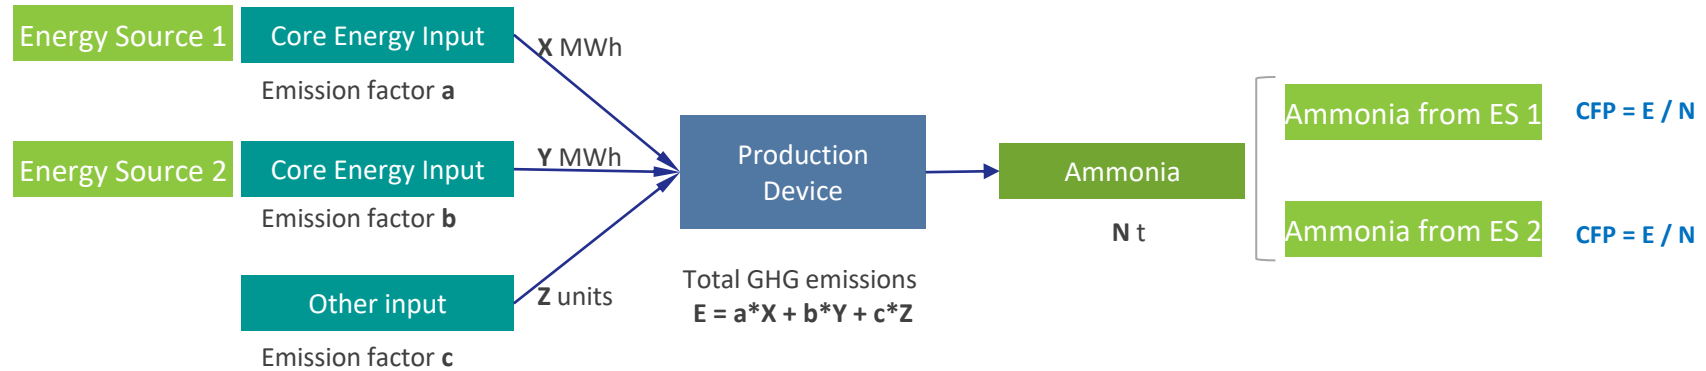 Energy Source 1
Core Energy Input
X MWh
Emission factor a
Energy Source 2
Core Energy Input
Y MWh
Emission factor b
Other input
Z units
Emission factor c
Production
Device
Total GHG emissions
E = a*X + b*Y + c*Z
Ammonia
N t
Ammonia from ES 1
CFP = E / N
Ammonia from ES 2
CFP = E / N